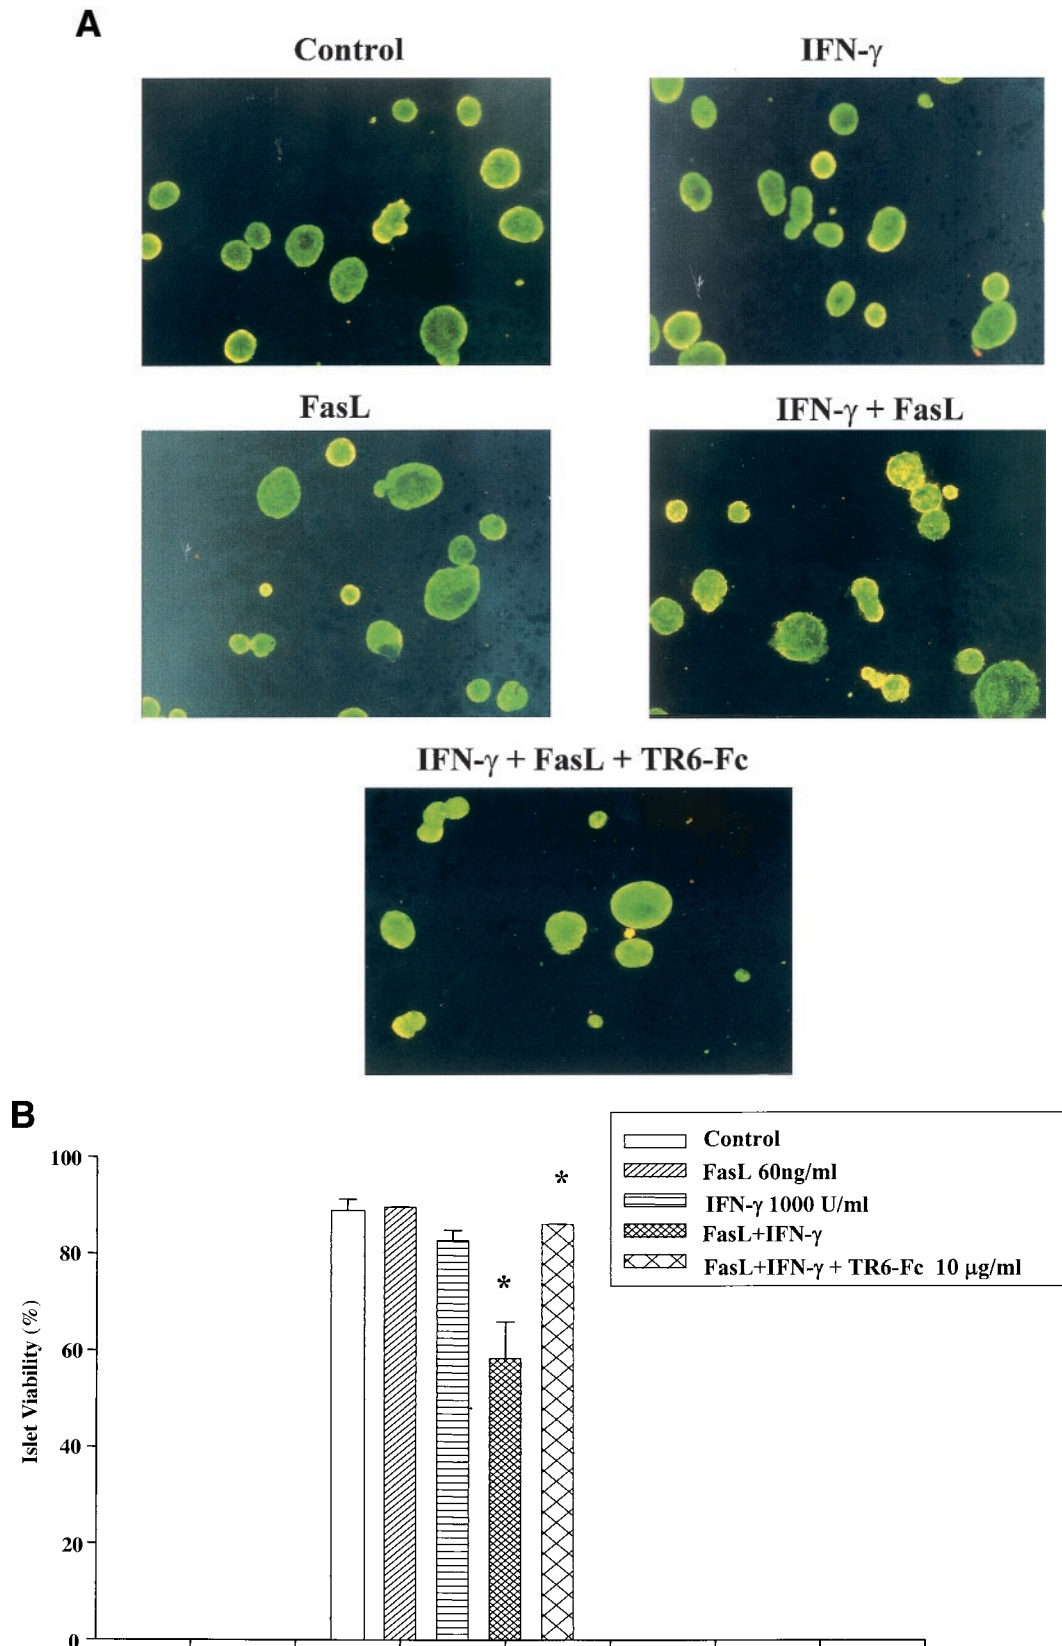 A
Control
IFN-γ
FasL
IFN-γ + FasL
IFN-γ + FasL + TR6-Fc
B
Control
FasL 60ng/ml
IFN-γ 1000 U/ml
FasL+IFN-γ
FasL+IFN-γ + TR6-Fc 10 µg/ml
Islet Viability (%)
100
80
60
40
20
0
*
*